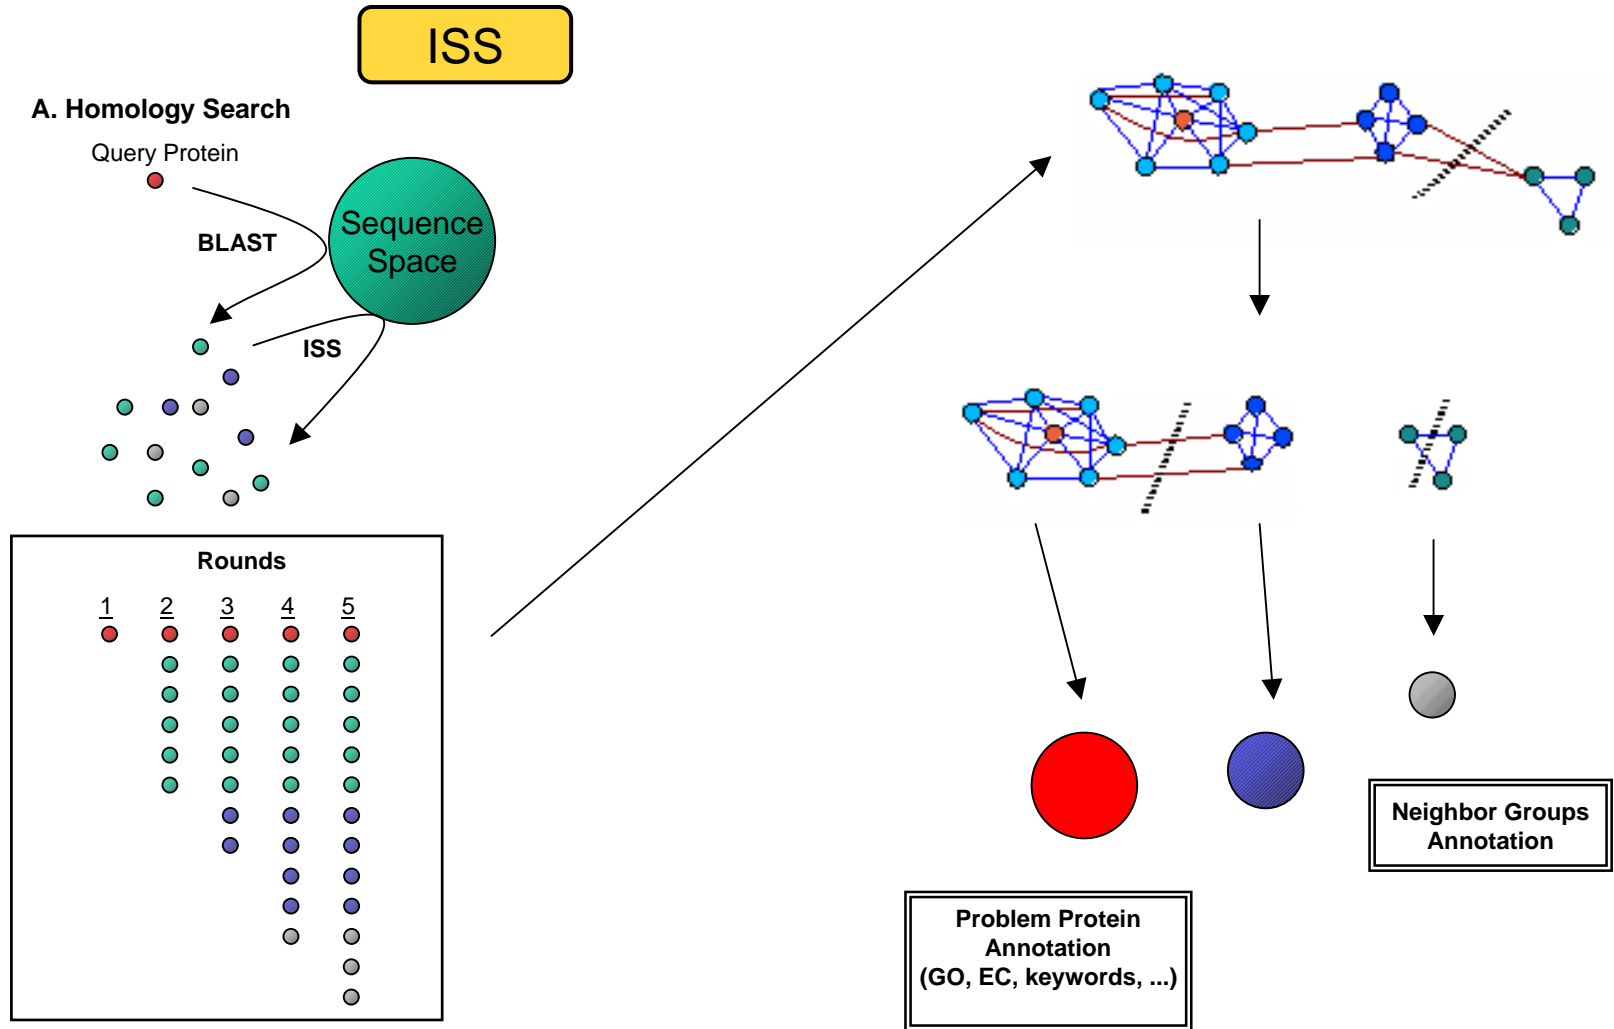 ISS
A. Homology Search
Query Protein
Sequence
Space
BLAST
ISS
Rounds
1 2 3 4 5
Neighbor Groups
Annotation
Problem Protein
Annotation
(GO, EC, keywords, ...)